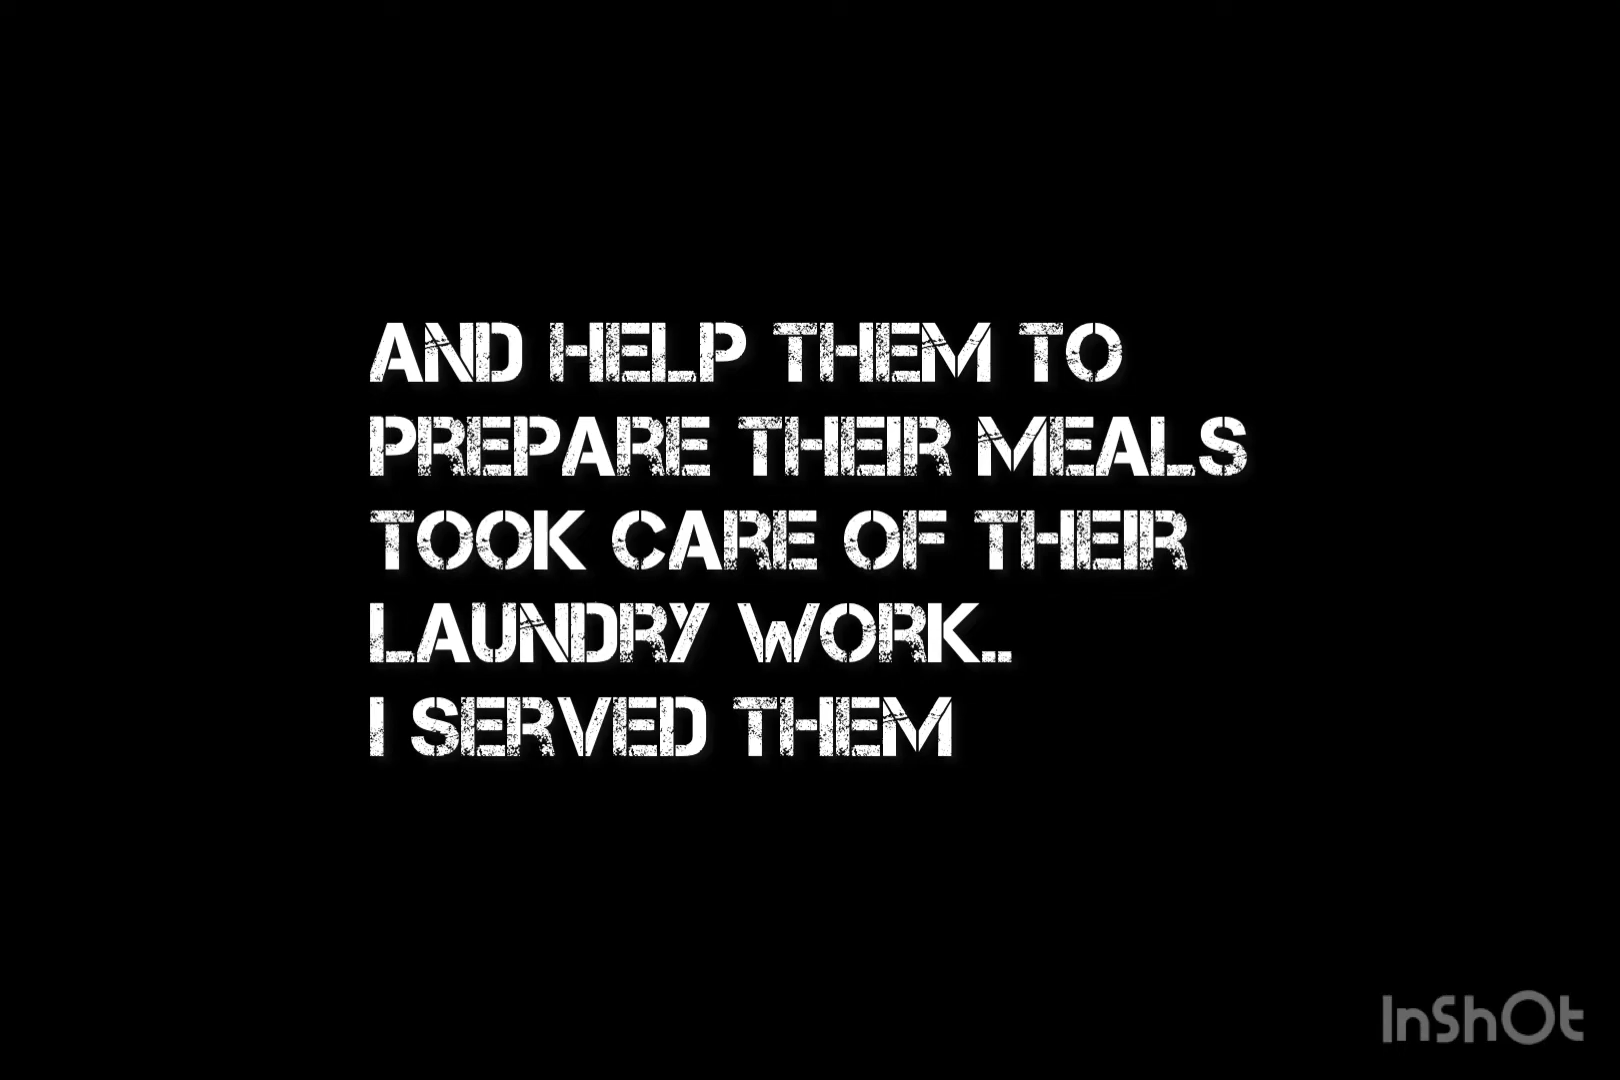 AND HELP THEM TO
PREPARE THEIR MEALS
TOOK CARE OF THEIR
LAUNDRY WORK..
I SERVED THEM
InShOt